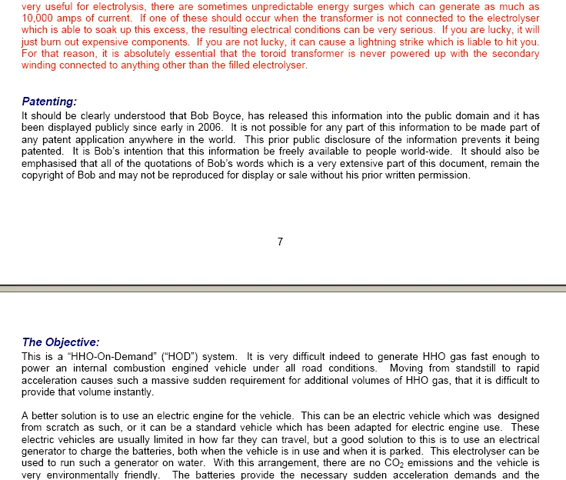 very useful for electrolysis, there are sometimes unpredictable energy surges which can generate as much as
10,000 amps of current. If one of these should occur when the transformer is not connected to the electrolyser
which is able to soak up this excess, the resulting electrical conditions can be very serious. If you are lucky, it will
just burn out expensive components. If you are not lucky, it can cause a lightning strike which is liable to hit you.
For that reason, it is absolutely essential that the toroid transformer is never powered up with the secondary
winding connected to anything other than the filled electrolyser.
Patenting:
It should be clearly understood that Bob Boyce, has released this information into the public domain and it has
been displayed publicly since early in 2006. It is not possible for any part of this information to be made part of
any patent application anywhere in the world. This prior public disclosure of the information prevents it being
patented. It is Bob's intention that this information be freely available to people world-wide. It should also be
emphasised that all of the quotations of Bob's words which is a very extensive part of this document, remain the
copyright of Bob and may not be reproduced for display or sale without his prior written permission.
7
The Objective:
This is a "HHO-On-Demand" ("HOD") system. It is very difficult indeed to generate HHO gas fast enough to
power an internal combustion engined vehicle under all road conditions. Moving from standstill to rapid
acceleration causes such a massive sudden requirement for additional volumes of HHO gas, that it is difficult to
provide that volume instantly.
A better solution is to use an electric engine for the vehicle. This can be an electric vehicle which was designed
from scratch as such, or it can be a standard vehicle which has been adapted for electric engine use. These
electric vehicles are usually limited in how far they can travel, but a good solution to this is to use an electrical
generator to charge the batteries, both when the vehicle is in use and when it is parked. This electrolyser can be
used to run such a generator on water. With this arrangement, there are no CO₂ emissions and the vehicle is
very environmentally friendly. The batteries provide the necessary sudden acceleration demands and the